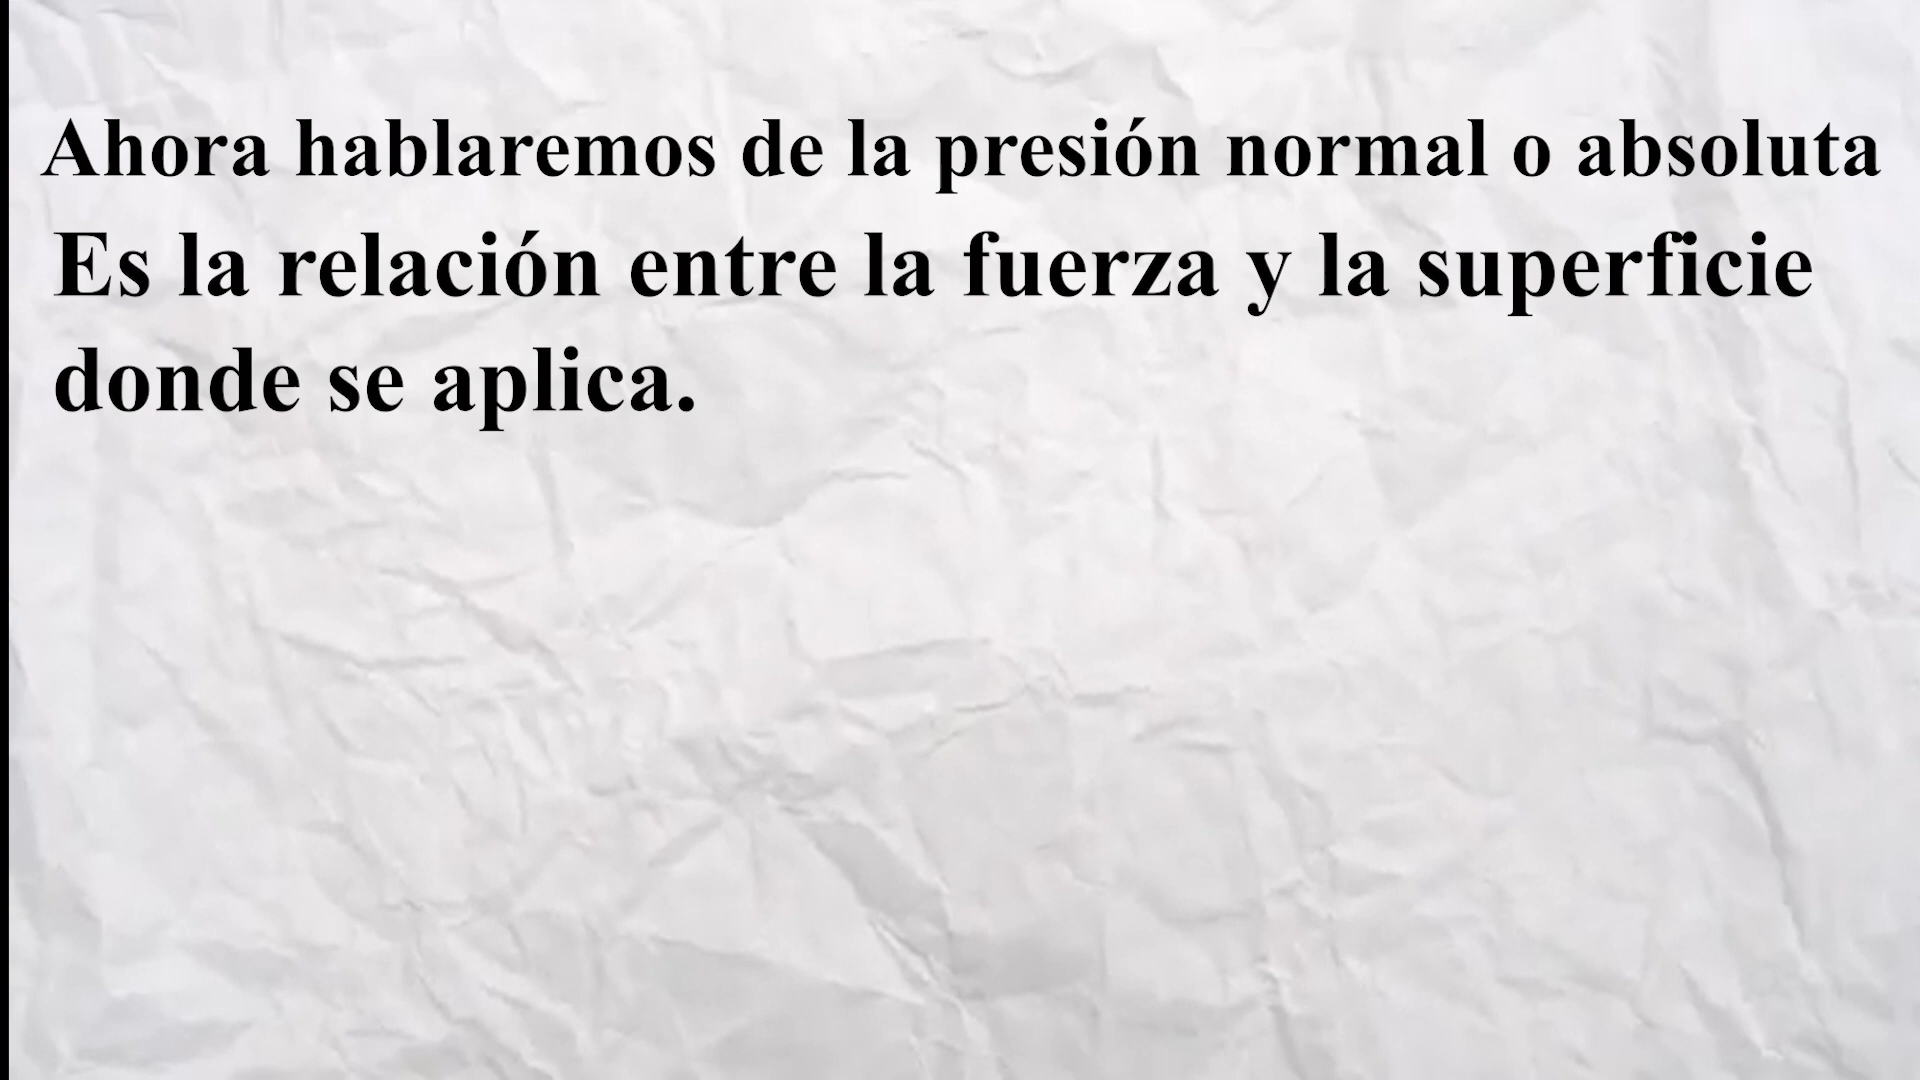 Ahora hablaremos de la presión normal o absoluta
Es la relación entre la fuerza y la superficie
donde se aplica.